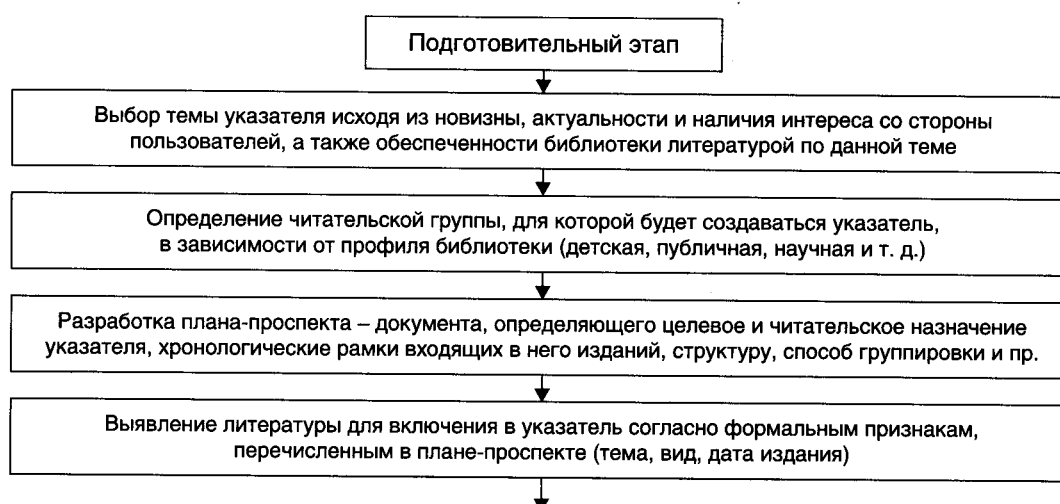 Подготовительный этап
Выбор темы указателя исходя из новизны, актуальности и наличия интереса со стороны
пользователей, а также обеспеченности библиотеки литературой по данной теме
Определение читательской группы, для которой будет создаваться указатель,
в зависимости от профиля библиотеки (детская, публичная, научная и т. д.)
Разработка плана-проспекта – документа, определяющего целевое и читательское назначение
указателя, хронологические рамки входящих в него изданий, структуру, способ группировки и пр.
Выявление литературы для включения в указатель согласно формальным признакам,
перечисленным в плане-проспекте (тема, вид, дата издания)